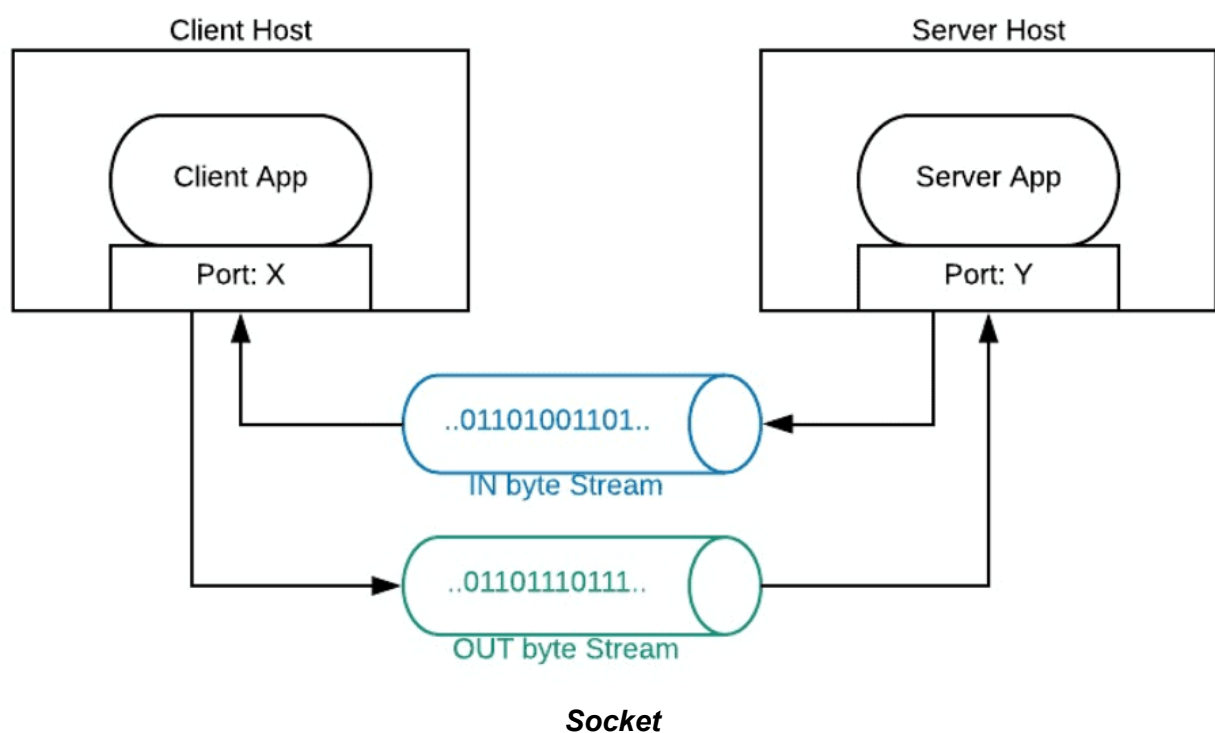 Client Host
Server Host
Client App
Server App
Port: X
Port: Y
..01101001101..
IN byte Stream
..01101110111..
OUT byte Stream
Socket